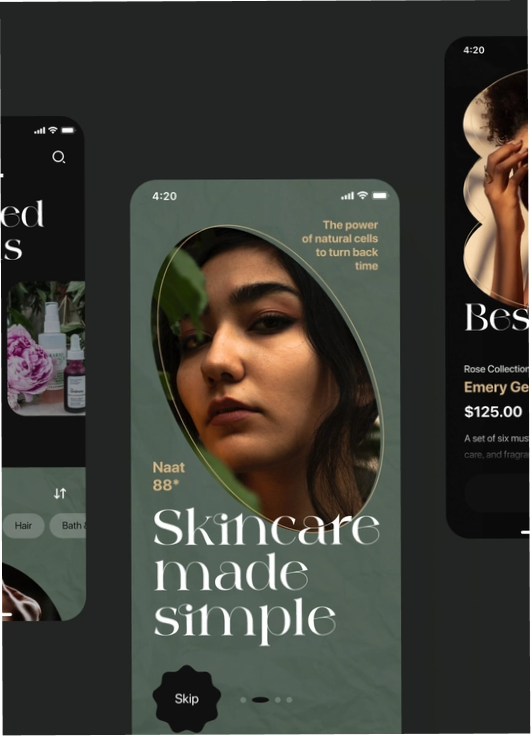 ed
s
Hair
Bath &
4:20
The power
of natural cells
to turn back
time
Naat
88*
Skincare
made
simple
Skip
4:20
Bes
Rose Collection
Emery Ge
$125.00
A set of six mus
care, and fragra